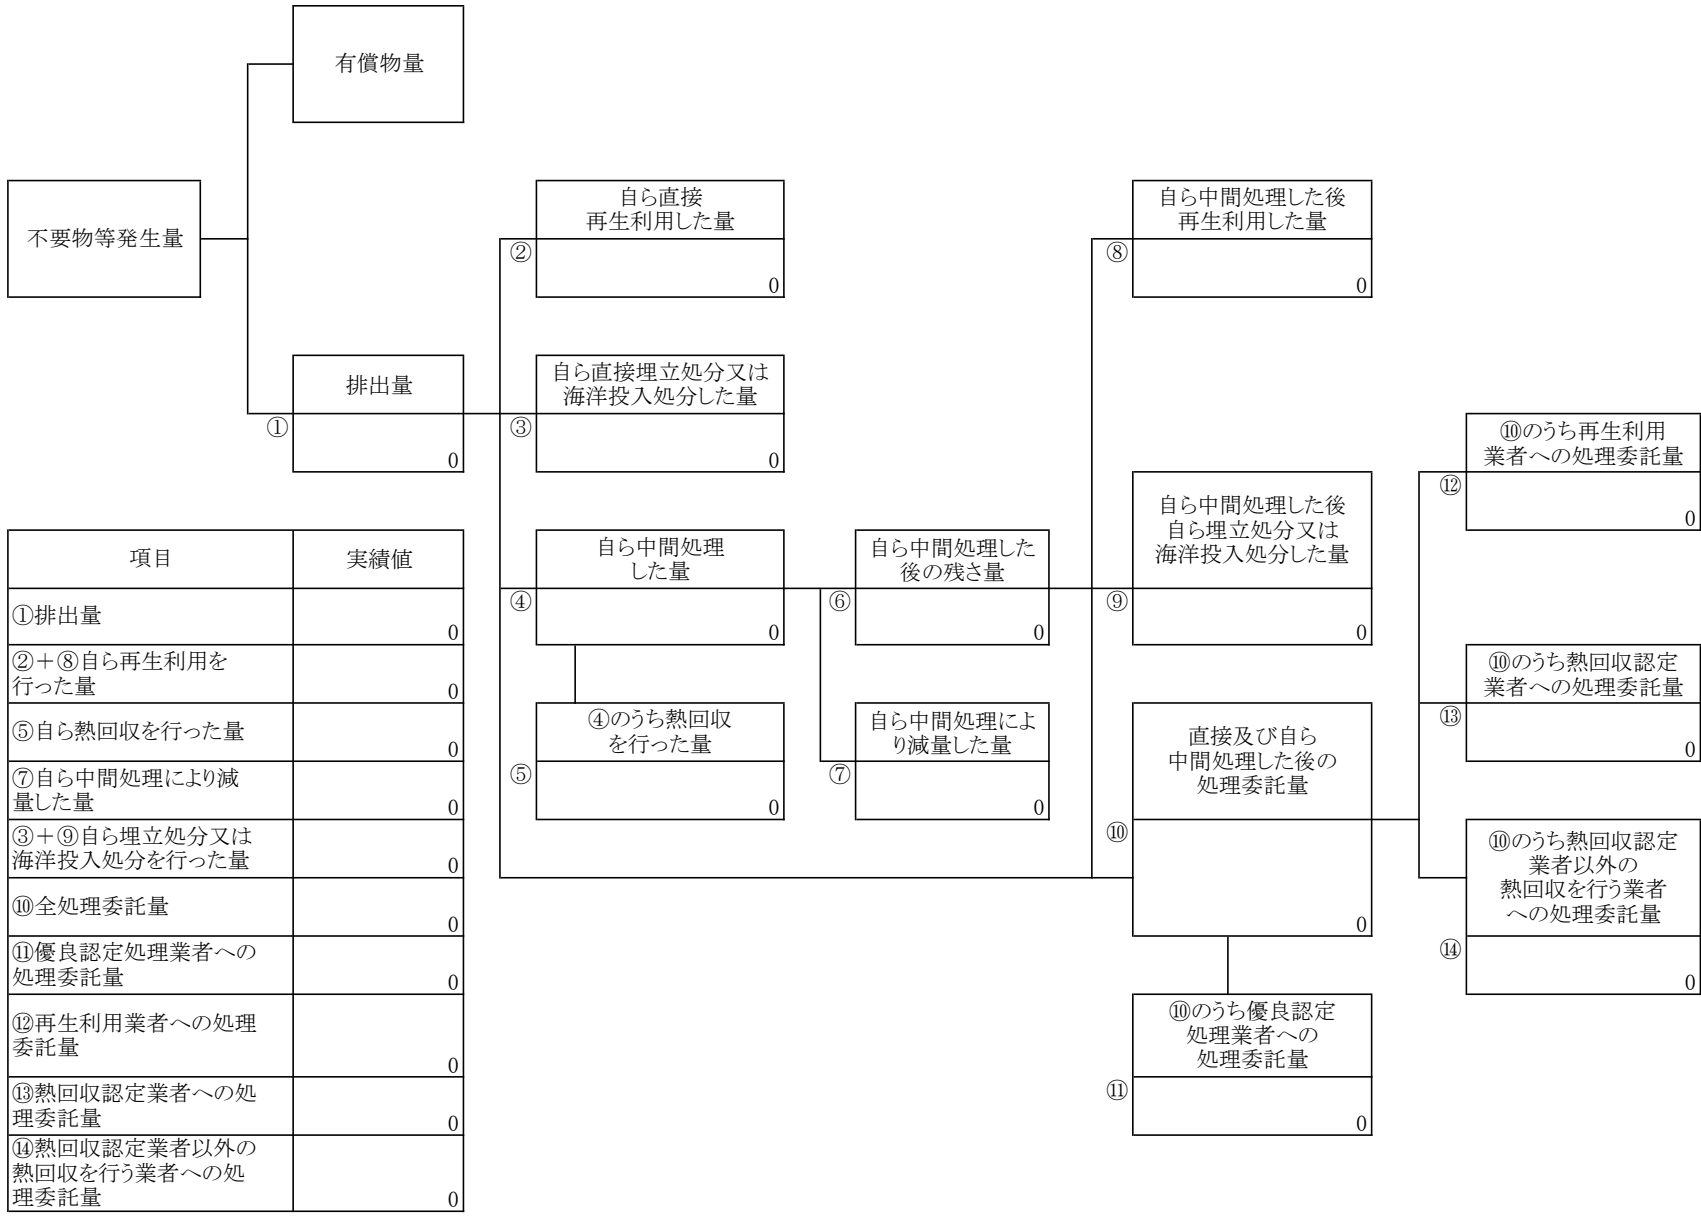 有償物量
不要物等発生量
排出量
①
0
自ら直接
再生利用した量
②
0
自ら直接埋立処分又は
海洋投入処分した量
③
0
自ら中間処理
した量
④
0
④のうち熱回収
を行った量
⑤
0
自ら中間処理した
後の残さ量
⑥
0
自ら中間処理によ
り減量した量
⑦
0
自ら中間処理した後
再生利用した量
⑧
0
自ら中間処理した後
自ら埋立処分又は
海洋投入処分した量
⑨
0
直接及び自ら
中間処理した後の
処理委託量
⑩
0
⑩のうち優良認定
処理業者への
処理委託量
⑪
0
⑩のうち再生利用
業者への処理委託量
⑫
0
⑩のうち熱回収認定
業者への処理委託量
⑬
0
⑩のうち熱回収認定
業者以外の
熱回収を行う業者
への処理委託量
⑭
0
項目 実績値
①排出量
0
②＋⑧自ら再生利用を
行った量
0
⑤自ら熱回収を行った量
0
⑦自ら中間処理により減
量した量
0
③＋⑨自ら埋立処分又は
海洋投入処分を行った量
0
⑩全処理委託量
0
⑪優良認定処理業者への
処理委託量
0
⑫再生利用業者への処理
委託量
0
⑬熱回収認定業者への処
理委託量
0
⑭熱回収認定業者以外の
熱回収を行う業者への処
理委託量
0